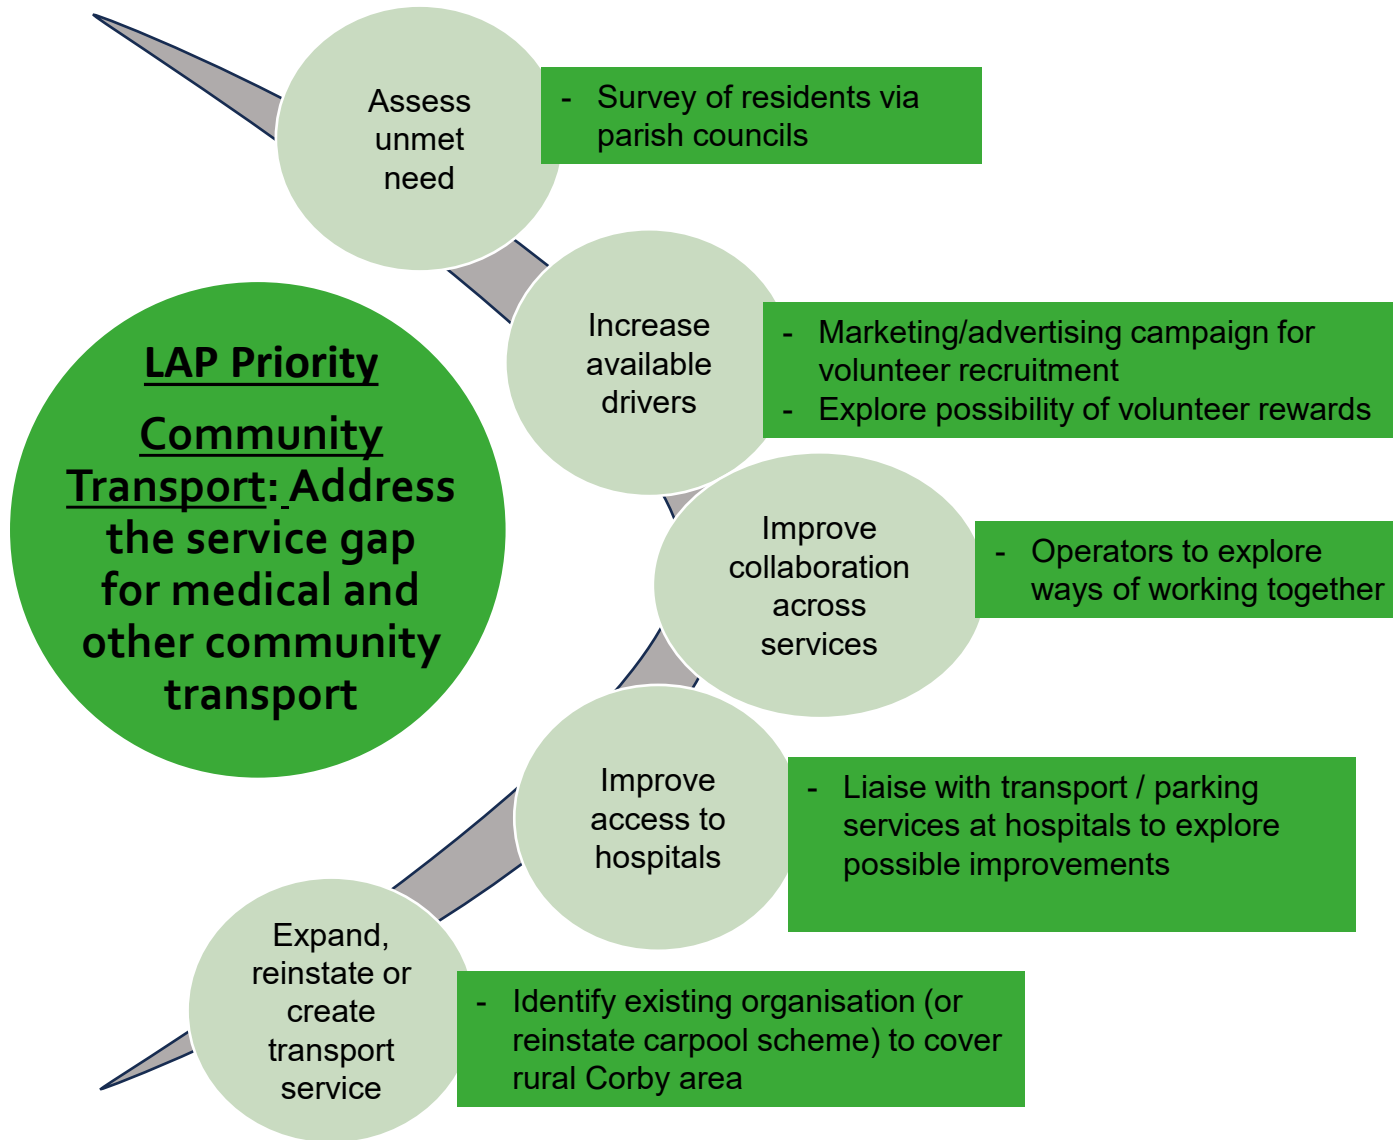 Assess
unmet
need
- Survey of residents via
parish councils
Increase
available
drivers
- Marketing/advertising campaign for
volunteer recruitment
- Explore possibility of volunteer rewards
LAP Priority
Community
Transport: Address
the service gap
for medical and
other community
transport
Improve
collaboration
across
services
- Operators to explore
ways of working together
Improve
access to
hospitals
- Liaise with transport / parking
services at hospitals to explore
possible improvements
Expand,
reinstate or
create
transport
service
- Identify existing organisation (or
reinstate carpool scheme) to cover
rural Corby area